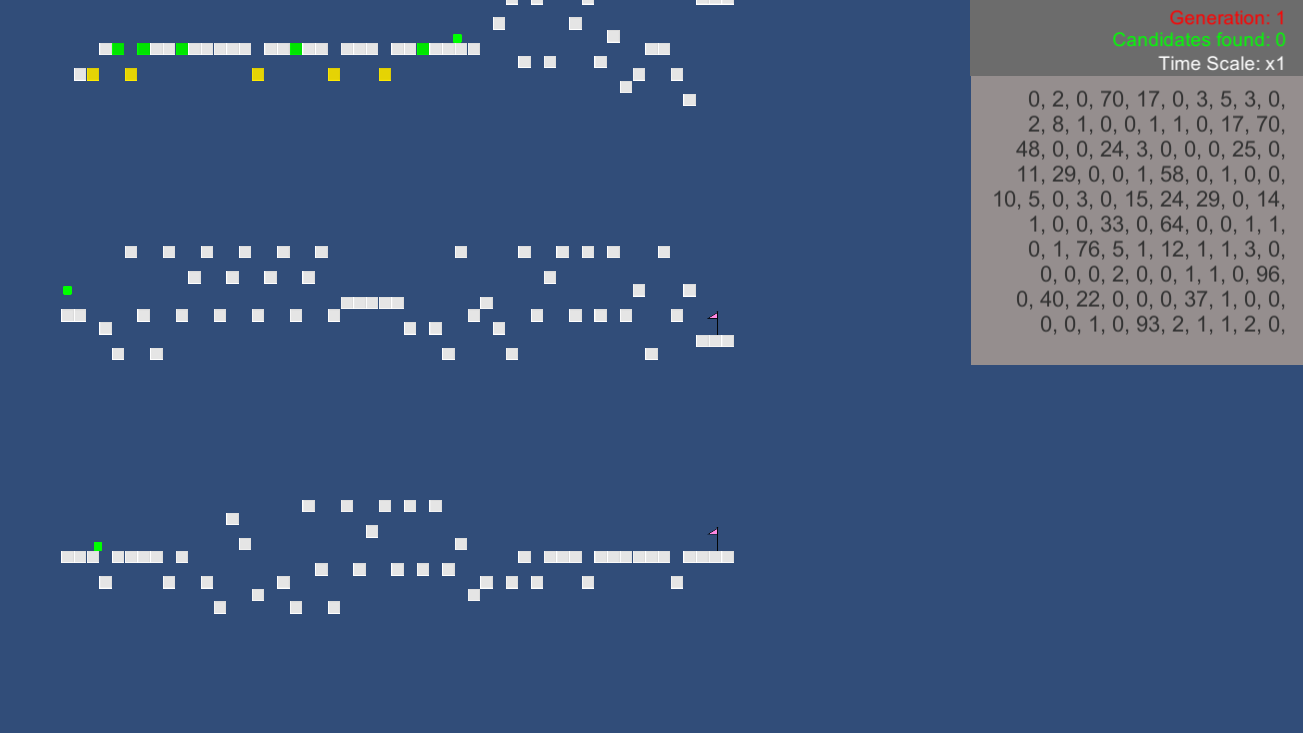 Generation: 1
Candidates found: 0
Time Scale: x1
0, 2, 0, 70, 17, 0, 3, 5, 3, 0,
2, 8, 1, 0, 0, 1, 1, 0, 17, 70,
48, 0, 0, 24, 3, 0, 0, 0, 25, 0,
11, 29, 0, 0, 1, 58, 0, 1, 0, 0,
10, 5, 0, 3, 0, 15, 24, 29, 0, 14,
1, 0, 0, 33, 0, 64, 0, 0, 1, 1,
0, 1, 76, 5, 1, 12, 1, 1, 3, 0,
0, 0, 0, 2, 0, 0, 1, 1, 0, 96,
0, 40, 22, 0, 0, 0, 37, 1, 0, 0,
0, 0, 1, 0, 93, 2, 1, 1, 2, 0,